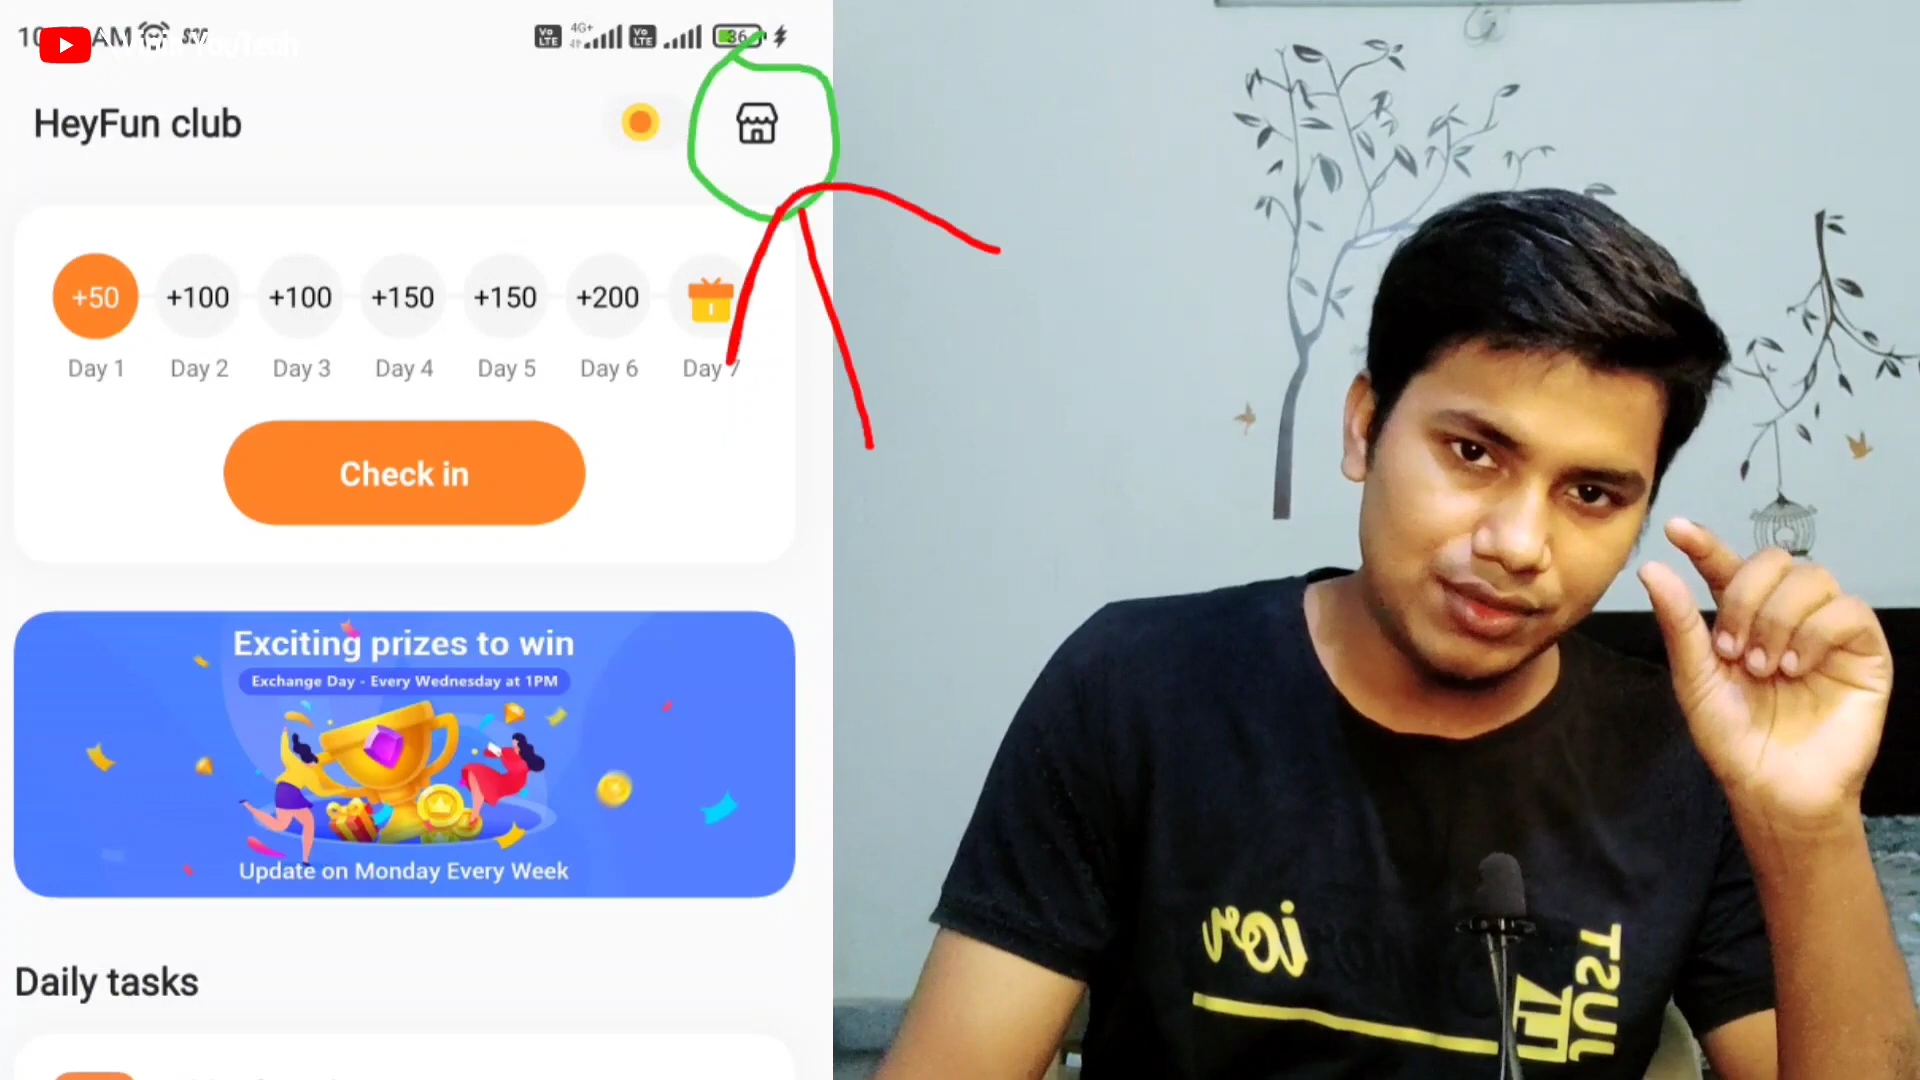 HeyFun club
+50 +100 +100 +150 +150 +200
Day 1 Day 2 Day 3 Day 4 Day 5 Day 6 Day 7
Check in
Exciting prizes to win
Exchange Day - Every Wednesday at 1PM
Update on Monday Every Week
Daily tasks